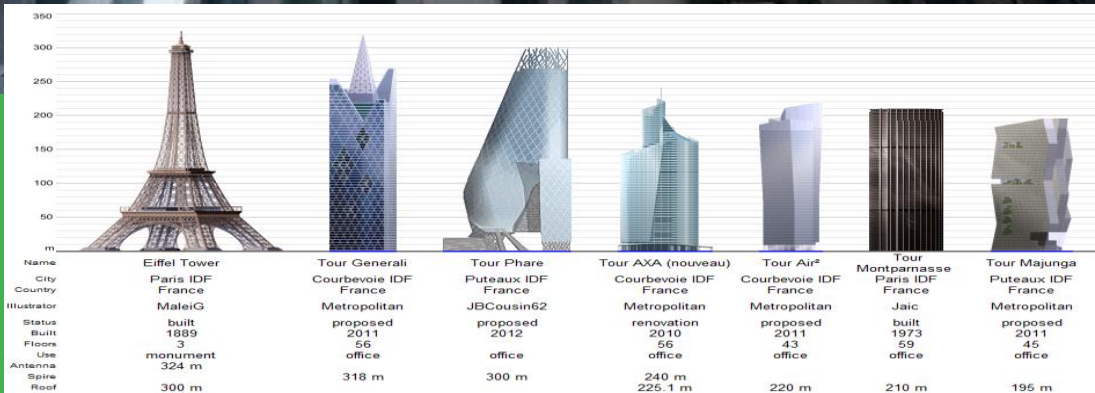 350
300
250
200
150
100
50
m
Name Eiffel Tower Tour Generali Tour Phare Tour AXA (nouveau) Tour Air² Tour Montparnasse Tour Majunga
City Paris IDF Courbevoie IDF Puteaux IDF Courbevoie IDF Courbevoie IDF Paris IDF Puteaux IDF
Country France France France France France France France
Illustrator MaleiG Metropolitan JBCousin62 Metropolitan Metropolitan Jaic Metropolitan
Status built proposed proposed renovation proposed built proposed
Built 1889 2011 2012 2010 2011 1973 2011
Floors 3 56 56 43 59 45
Use monument office office office office office office
Antenna 324 m
Spire 318 m 300 m 240 m
Roof 300 m 225.1 m 220 m 210 m 195 m